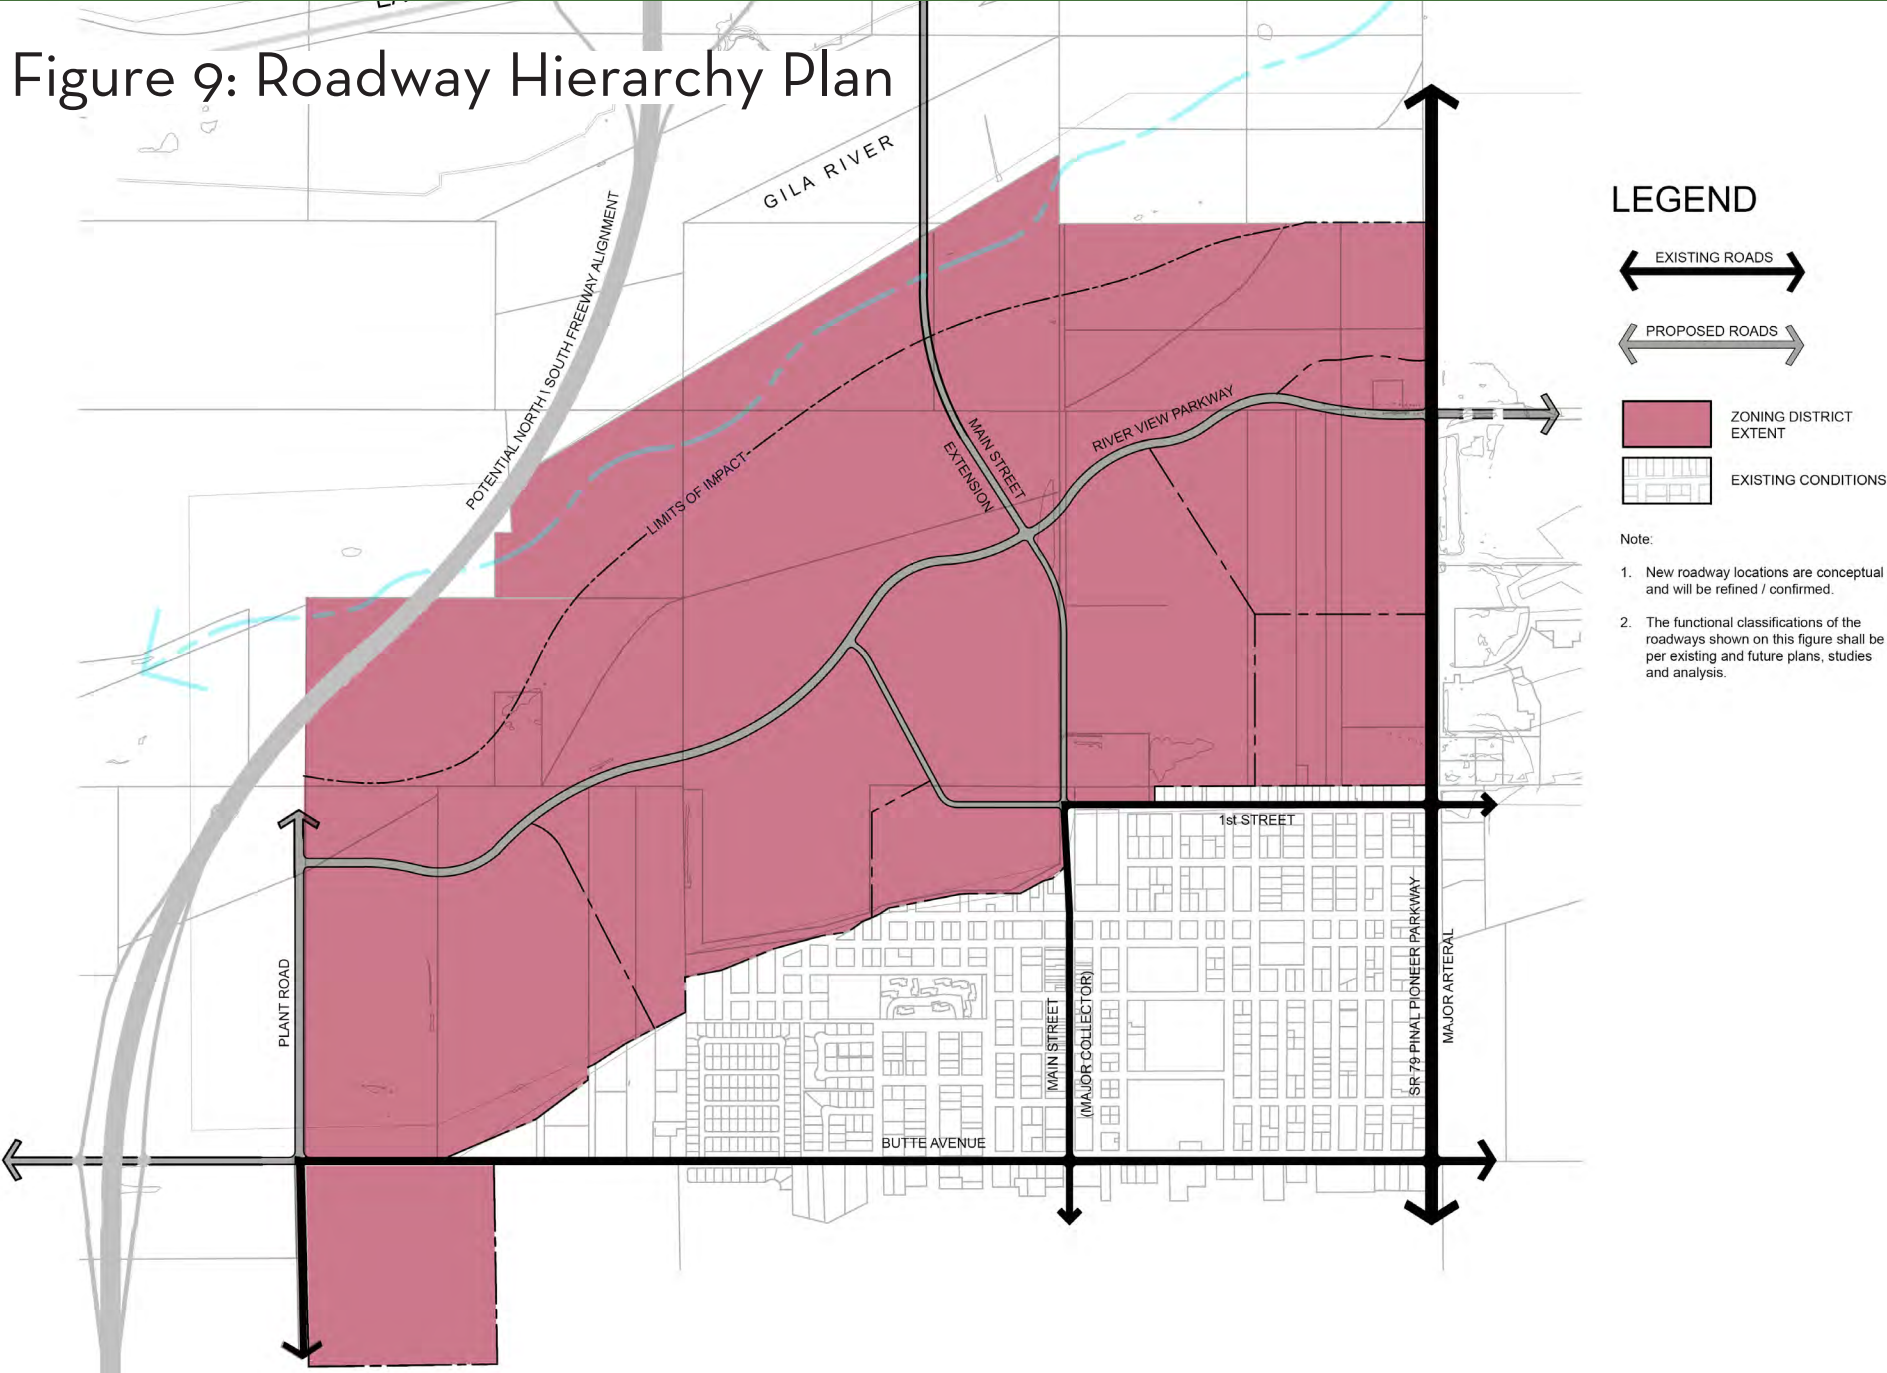 Figure 9: Roadway Hierarchy Plan
GILA RIVER
POTENTIAL NORTH \ SOUTH FREEWAY ALIGNMENT
LIMITS OF IMPACT
MAIN STREET
EXTENSION
RIVER VIEW PARKWAY
1st STREET
PLANT ROAD
MAIN STREET
(MAJOR COLLECTOR)
SR 79 PINAL PIONEER PARKWAY
MAJOR ARTERAL
BUTTE AVENUE
LEGEND
EXISTING ROADS
PROPOSED ROADS
ZONING DISTRICT
EXTENT
EXISTING CONDITIONS
Note:
1. New roadway locations are conceptual
and will be refined / confirmed.
2. The functional classifications of the
roadways shown on this figure shall be
per existing and future plans, studies
and analysis.